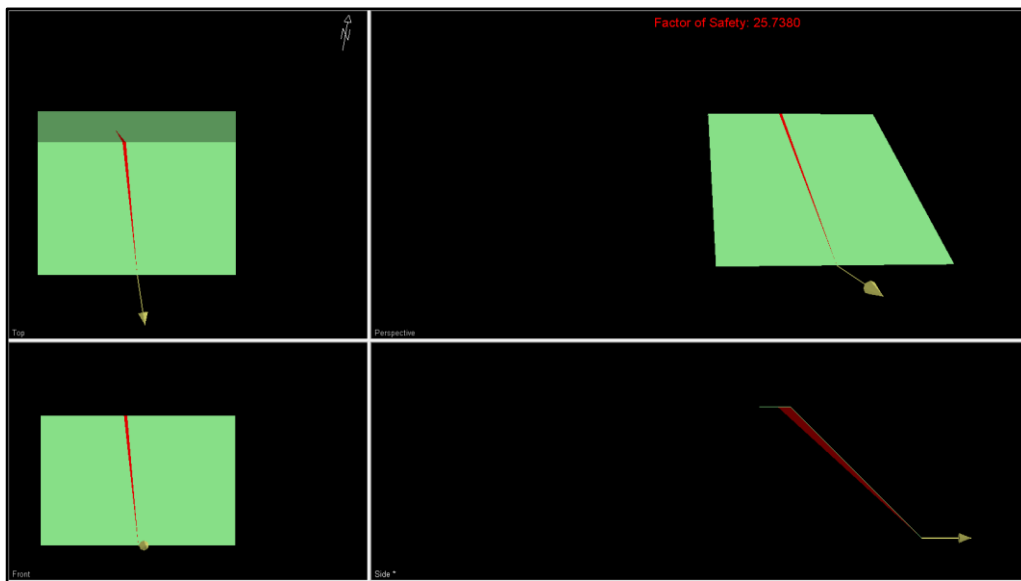 N
Factor of Safety: 25.7380
Top
Perspective
Front
Side *